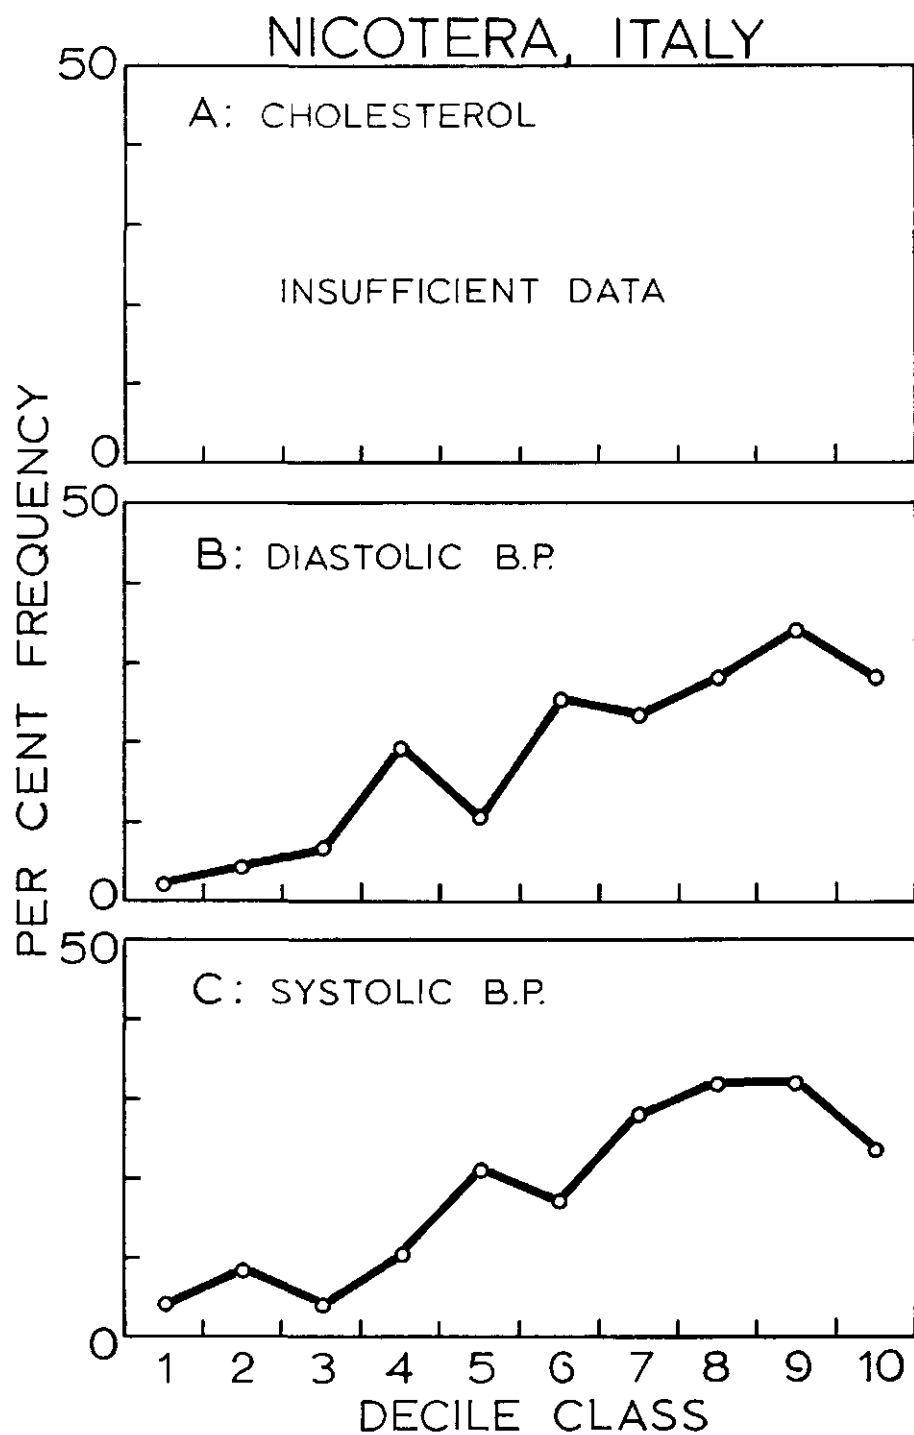 NICOTERA, ITALY
50
A: CHOLESTEROL
INSUFFICIENT DATA
0
PER CENT FREQUENCY
50
B: DIASTOLIC B.P.
0
50
C: SYSTOLIC B.P.
0
1 2 3 4 5 6 7 8 9 10
DECILE CLASS